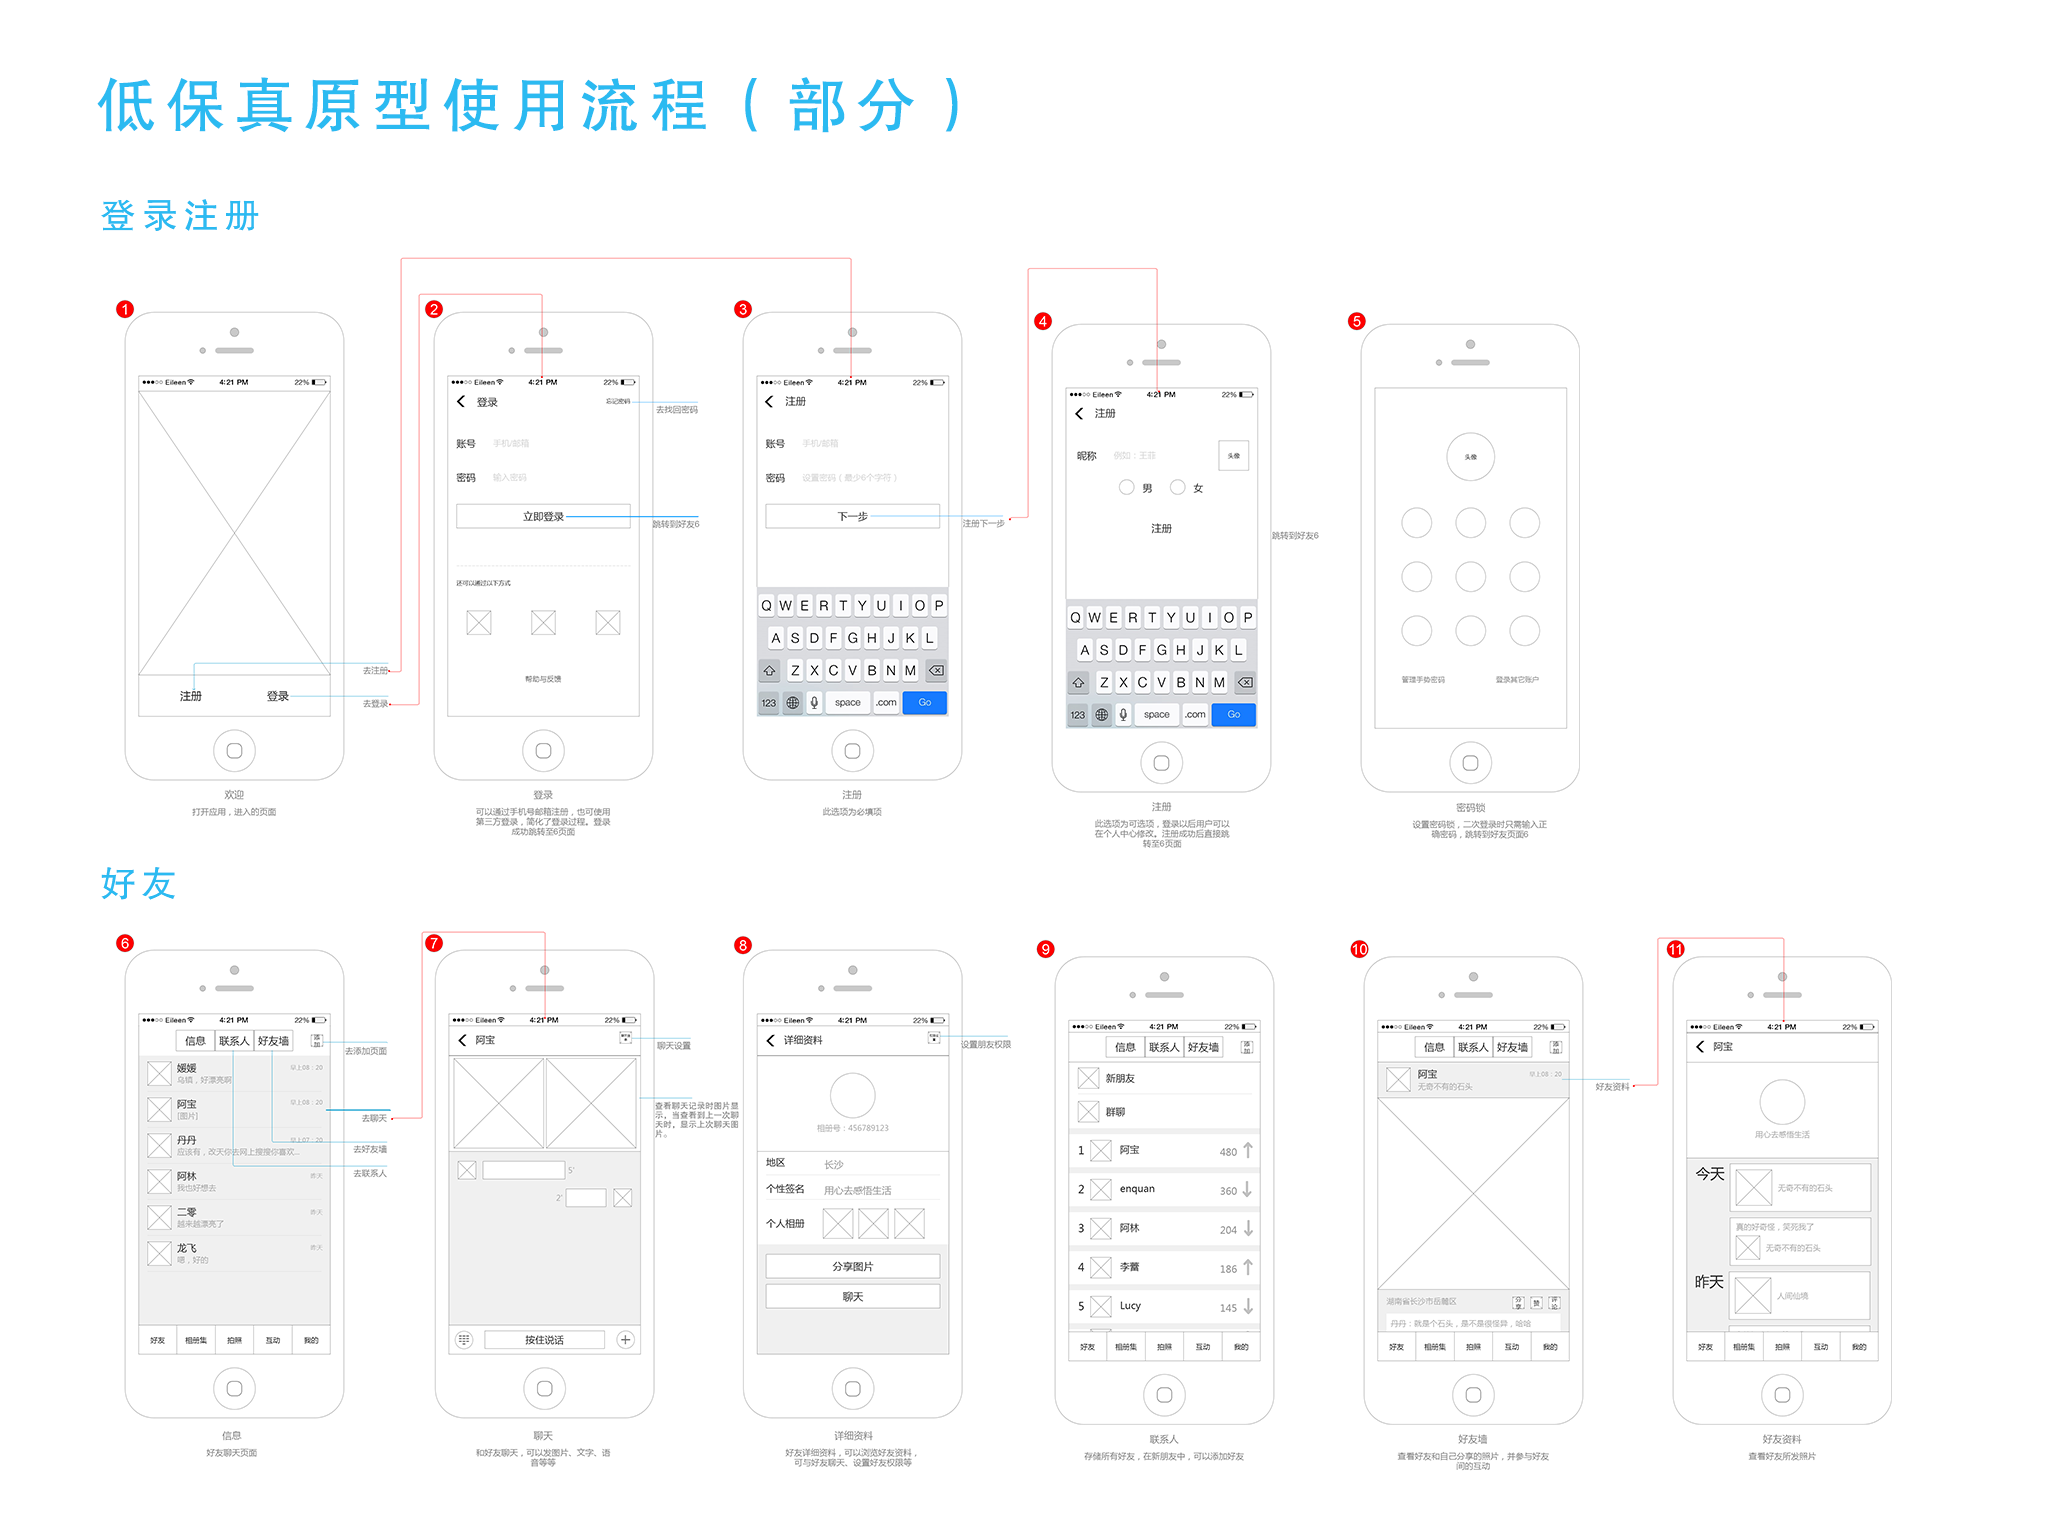 低保真原型使用流程（部分）
登录注册
1
Eileen 4:21 PM 22%
注册 登录
去注册
去登录
欢迎
打开应用，进入的页面
2
Eileen 4:21 PM 22%
登录 忘记密码
去找回密码
账号 手机/邮箱
密码 输入密码
立即登录
跳转到好友6
还可以通过以下方式
帮助与反馈
登录
可以通过手机号邮箱注册，也可使用
第三方登录，简化了登录过程。登录
成功跳转至6页面
3
Eileen 4:21 PM 22%
注册
账号 手机/邮箱
密码 设置密码（最少6个字符）
下一步
注册下一步
Q W E R T Y U I O P
A S D F G H J K L
Z X C V B N M
123 space .com Go
注册
此选项为必填项
4
Eileen 4:21 PM 22%
注册
昵称 例如：王菲 头像
男 女
注册
跳转到好友6
Q W E R T Y U I O P
A S D F G H J K L
Z X C V B N M
123 space .com Go
注册
此选项为可选项，登录以后用户可以
在个人中心修改。注册成功后直接跳
转至6页面
5
头像
管理手势密码 登录其它账户
密码锁
设置密码锁，二次登录时只需输入正
确密码，跳转到好友页面6
好友
6
Eileen 4:21 PM 22%
信息 联系人 好友墙 添加
去添加页面
媛媛 早上08：20
乌镇，好漂亮啊
阿宝 早上08：20
[图片]
去聊天
丹丹 早上07：20
应该有，改天你去网上搜搜你喜欢...
去好友墙
去联系人
阿林 昨天
我也好想去
二零 昨天
越来越漂亮了
龙飞 昨天
嗯，好的
好友 相册集 拍照 互动 我的
信息
好友聊天页面
7
Eileen 4:21 PM 22%
阿宝
聊天设置
查看聊天记录时图片显
示，当查看到上一次聊
天时，显示上次聊天图
片。
5'
2'
按住说话
聊天
和好友聊天，可以发图片、文字、语
音等等
8
Eileen 4:21 PM 22%
详细资料
设置朋友权限
相册号：456789123
地区 长沙
个性签名 用心去感悟生活
个人相册
分享图片
聊天
详细资料
好友详细资料，可以浏览好友资料，
可与好友聊天、设置好友权限等
9
Eileen 4:21 PM 22%
信息 联系人 好友墙 添加
新朋友
群聊
1 阿宝 480
2 enquan 360
3 阿林 204
4 李蕾 186
5 Lucy 145
好友 相册集 拍照 互动 我的
联系人
存储所有好友，在新朋友中，可以添加好友
10
Eileen 4:21 PM 22%
信息 联系人 好友墙 添加
阿宝 早上08：20
无奇不有的石头
好友资料
湖南省长沙市岳麓区 分享 赞 评论
丹丹：就是个石头，是不是很怪异，哈哈
好友 相册集 拍照 互动 我的
好友墙
查看好友和自己分享的照片，并参与好友
间的互动
11
Eileen 4:21 PM 22%
阿宝
用心去感悟生活
今天 无奇不有的石头
真的好奇怪，笑死我了
无奇不有的石头
昨天 人间仙境
好友 相册集 拍照 互动 我的
好友资料
查看好友所发照片